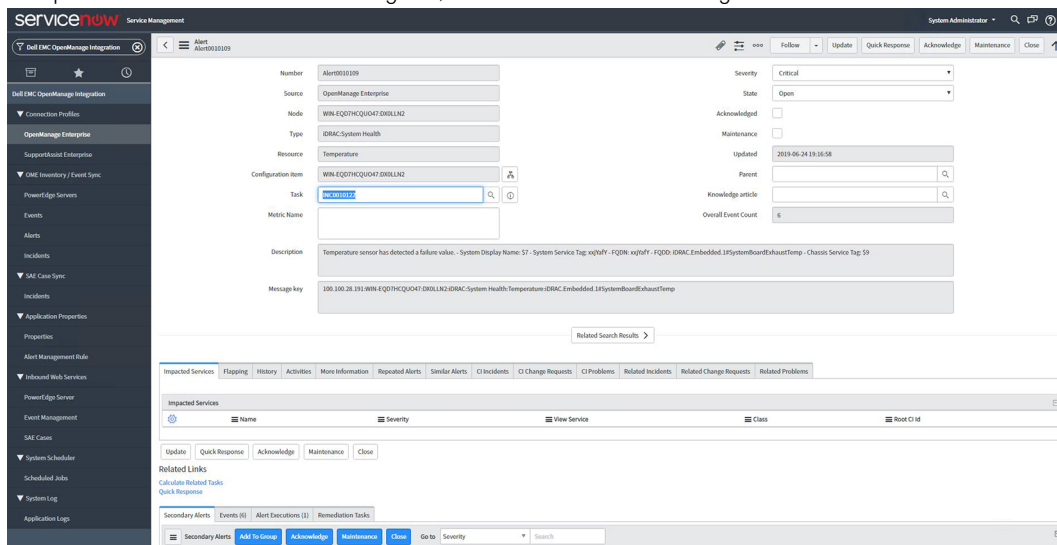 servicenow Service Management
System Administrator
Dell EMC OpenManage Integration
Alert
Alert0010109
Follow
Update
Quick Response
Acknowledge
Maintenance
Close
Dell EMC OpenManage Integration
Connection Profiles
OpenManage Enterprise
SupportAssist Enterprise
OME Inventory / Event Sync
PowerEdge Servers
Events
Alerts
Incidents
SAE Case Sync
Incidents
Application Properties
Properties
Alert Management Rule
Inbound Web Services
PowerEdge Server
Event Management
SAE Cases
System Scheduler
Scheduled Jobs
System Log
Application Logs
Number Alert0010109
Source OpenManage Enterprise
Node WIN-EQD7HCQUO47:DX0LLN2
Type iDRAC:System Health
Resource Temperature
Configuration item WIN-EQD7HCQUO47:DX0LLN2
Task INC0010122
Metric Name
Severity Critical
State Open
Acknowledged
Maintenance
Updated 2019-06-24 19:16:58
Parent
Knowledge article
Overall Event Count 6
Description Temperature sensor has detected a failure value. - System Display Name: $7 - System Service Tag: xxjYafY - FQDN: xxjYafY - FQDD: iDRAC.Embedded.1#SystemBoardExhaustTemp - Chassis Service Tag: $9
Message key 100.100.28.191:WIN-EQD7HCQUO47:DX0LLN2:iDRAC:System Health:Temperature:iDRAC.Embedded.1#SystemBoardExhaustTemp
Related Search Results
Impacted Services Flapping History Activities More Information Repeated Alerts Similar Alerts CI Incidents CI Change Requests CI Problems Related Incidents Related Change Requests Related Problems
Impacted Services
Name Severity View Service Class Root CI Id
Update Quick Response Acknowledge Maintenance Close
Related Links
Calculate Related Tasks
Quick Response
Secondary Alerts Events (6) Alert Executions (1) Remediation Tasks
Secondary Alerts Add To Group Acknowledge Maintenance Close Go to Severity Search